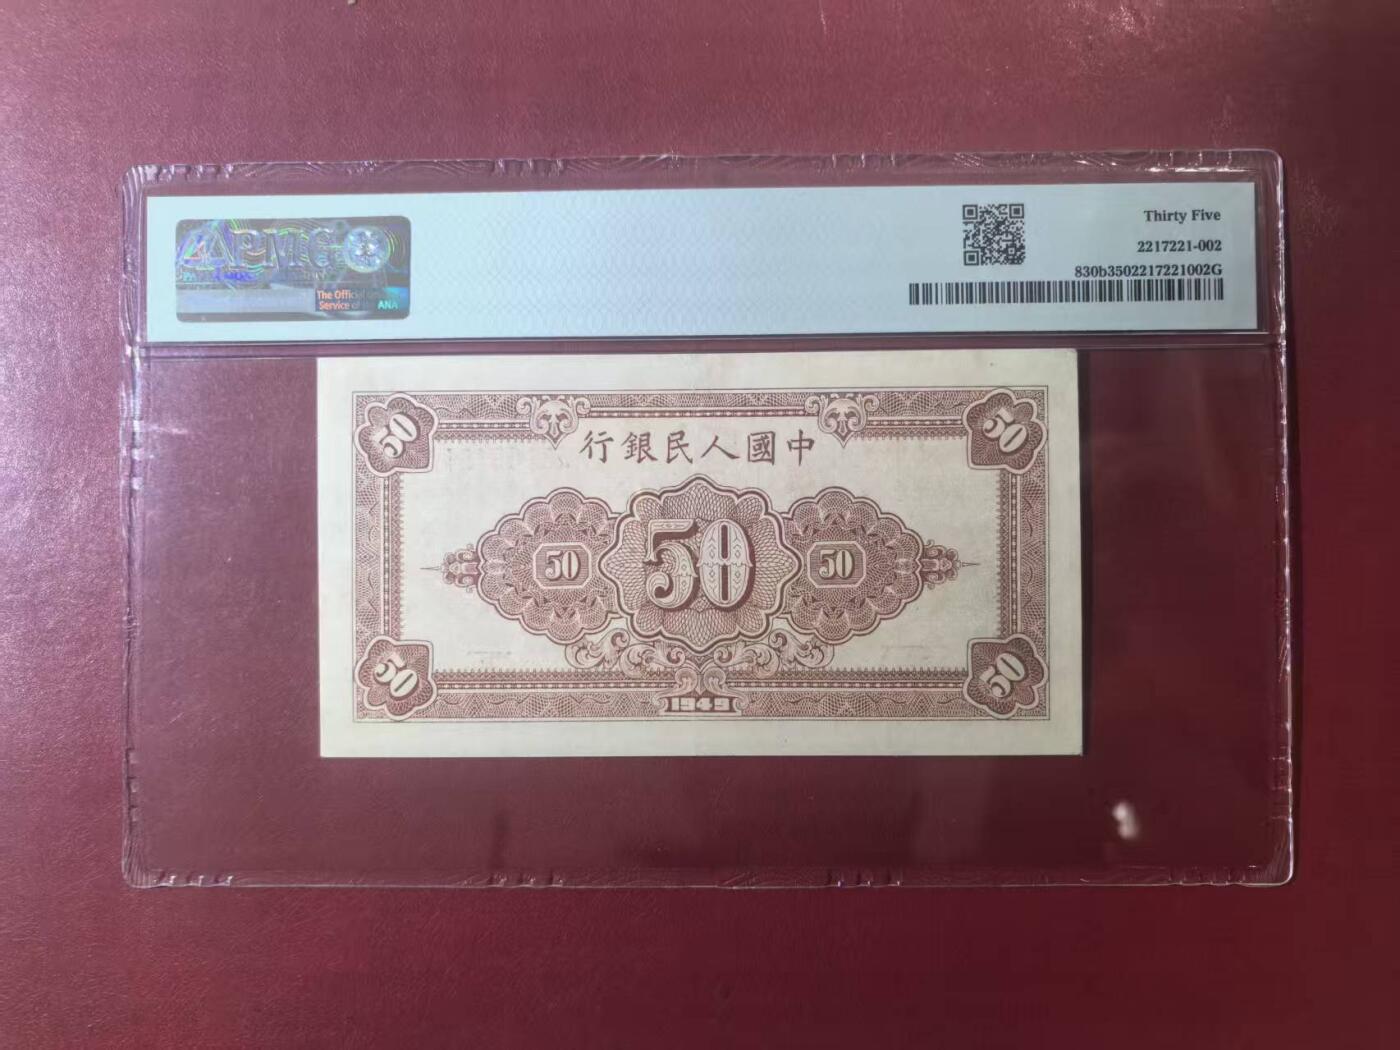 PMG
The Official Grading
Service of the ANA
Thirty Five
2217221-002
830b3502217221002G
50
50
行銀民人國中
50
50
50
50
50
1949